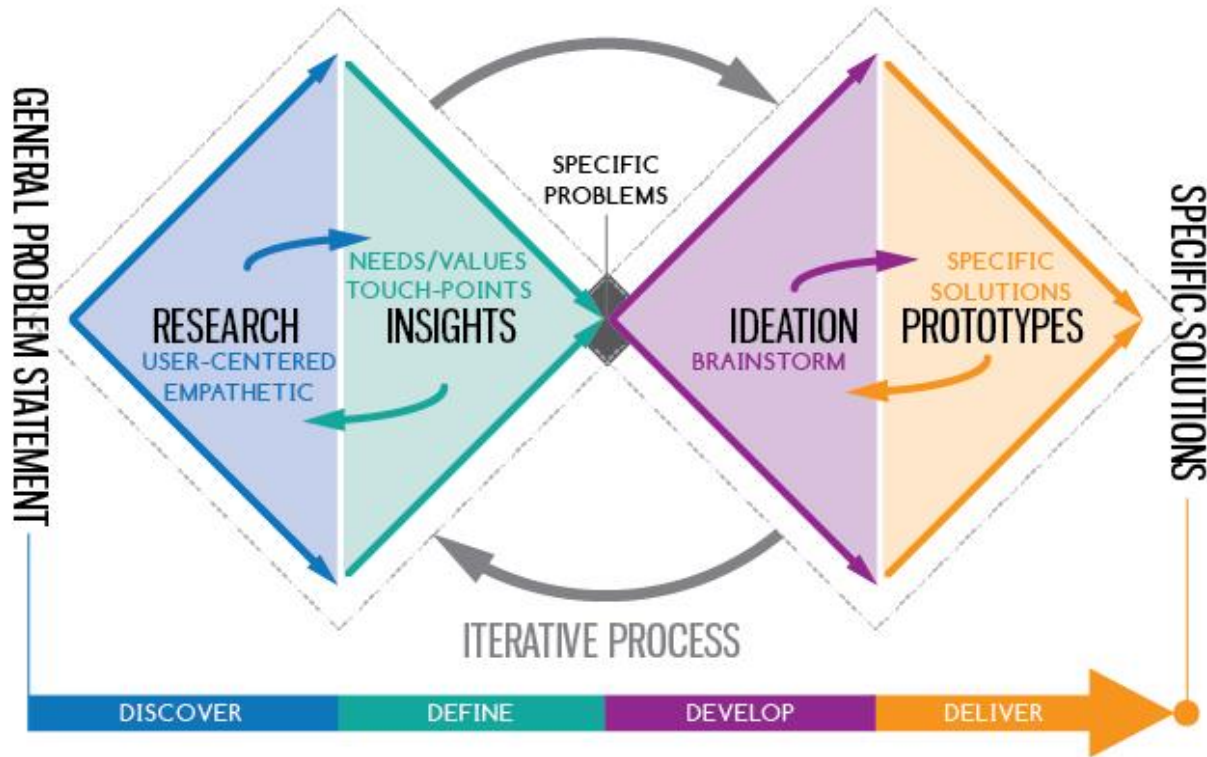 GENERAL PROBLEM STATEMENT
SPECIFIC
PROBLEMS
RESEARCH
USER-CENTERED
EMPATHETIC
NEEDS/VALUES
TOUCH-POINTS
INSIGHTS
IDEATION
BRAINSTORM
SPECIFIC
SOLUTIONS
PROTOTYPES
SPECIFIC SOLUTIONS
ITERATIVE PROCESS
DISCOVER
DEFINE
DEVELOP
DELIVER